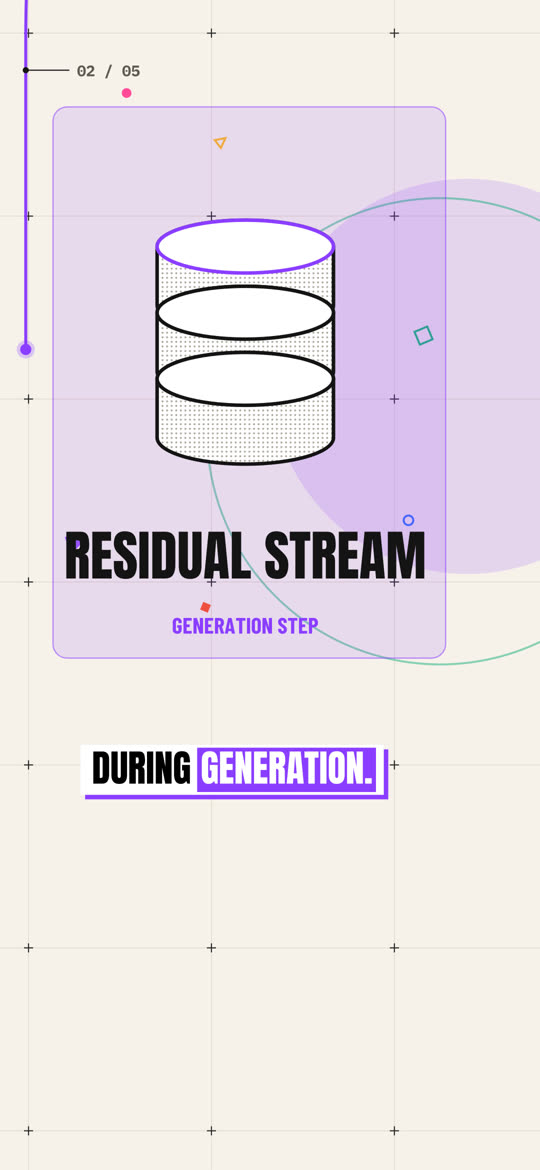 02 / 05
RESIDUAL STREAM
GENERATION STEP
DURING GENERATION.